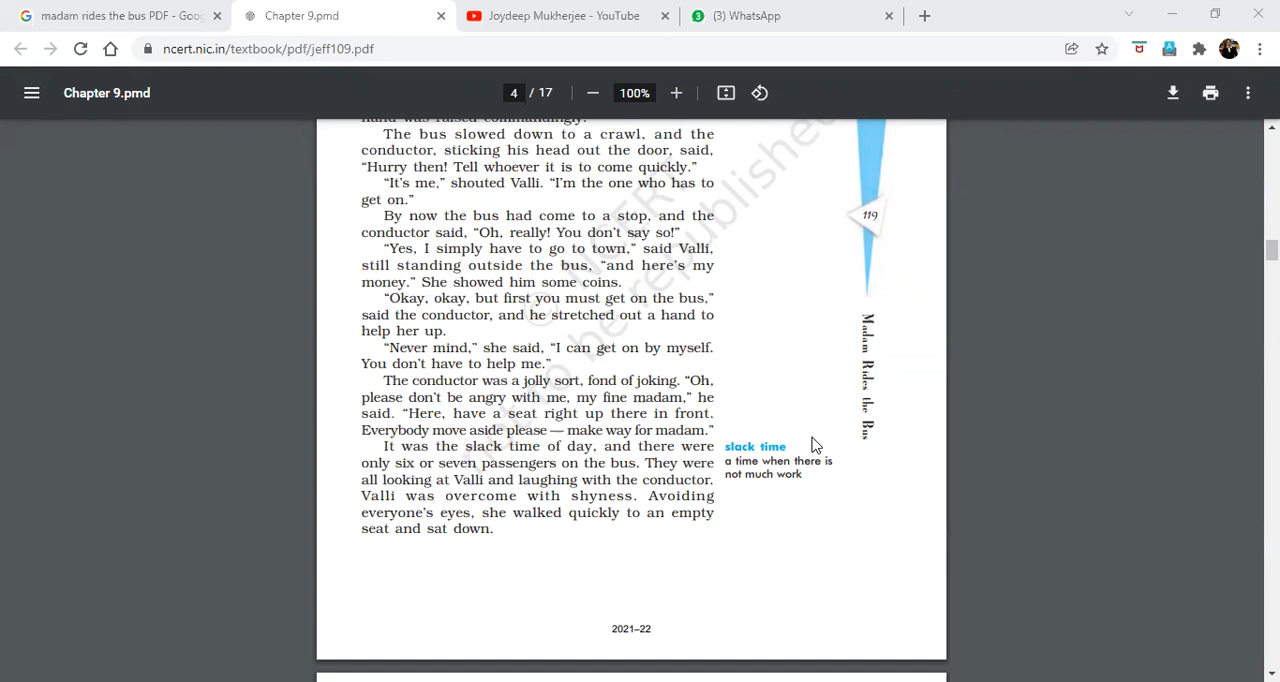 madam rides the bus PDF - Goo
Chapter 9.pmd
Joydeep Mukherjee - YouTube
3
(3) WhatsApp
ncert.nic.in/textbook/pdf/jeff109.pdf
Chapter 9.pmd
4 / 17
100%
hand was raised commandingly.
The bus slowed down to a crawl, and the
conductor, sticking his head out the door, said,
“Hurry then! Tell whoever it is to come quickly.”
“It’s me,” shouted Valli. “I’m the one who has to
get on.”
By now the bus had come to a stop, and the
conductor said, “Oh, really! You don’t say so!”
“Yes, I simply have to go to town,” said Valli,
still standing outside the bus, “and here’s my
money.” She showed him some coins.
“Okay, okay, but first you must get on the bus,”
said the conductor, and he stretched out a hand to
help her up.
“Never mind,” she said, “I can get on by myself.
You don’t have to help me.”
The conductor was a jolly sort, fond of joking. “Oh,
please don’t be angry with me, my fine madam,” he
said. “Here, have a seat right up there in front.
Everybody move aside please — make way for madam.”
It was the slack time of day, and there were
only six or seven passengers on the bus. They were
all looking at Valli and laughing with the conductor.
Valli was overcome with shyness. Avoiding
everyone’s eyes, she walked quickly to an empty
seat and sat down.
slack time
a time when there is
not much work
119
Madam Rides the Bus
© NCERT
not to be republished
2021–22